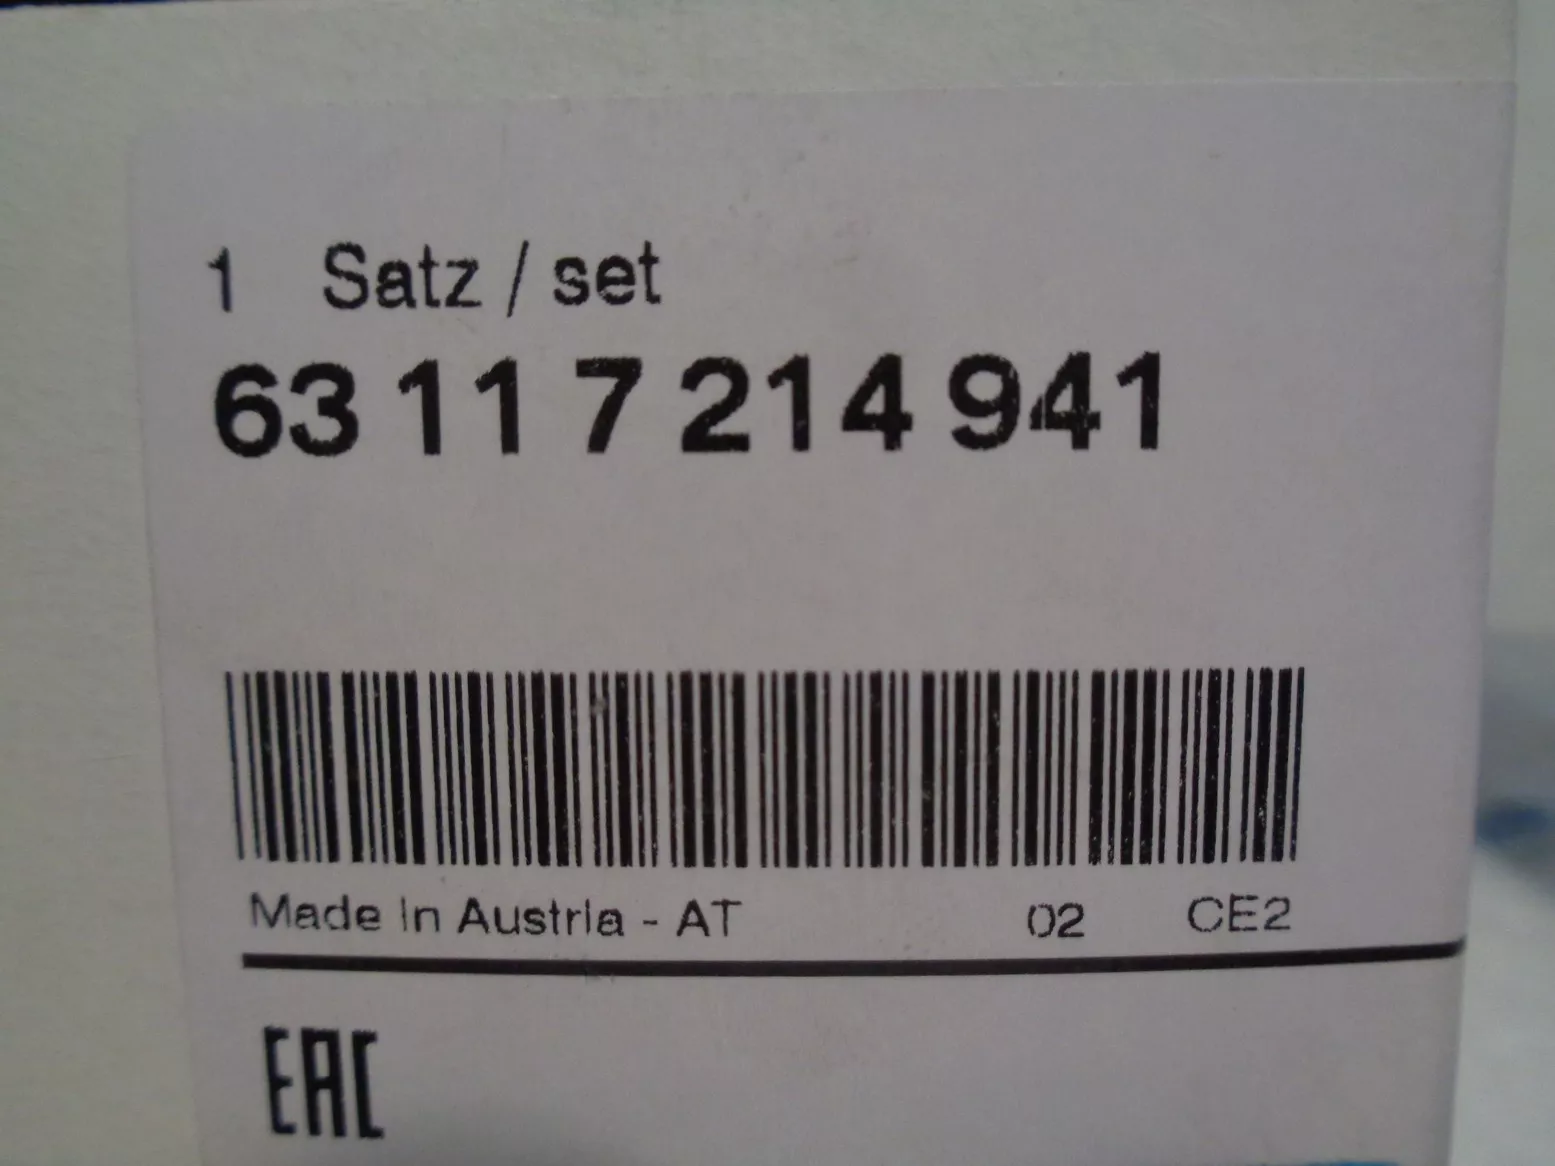 1 Satz / set
63 11 7 214 941
Made in Austria - AT 02 CE2
EAC